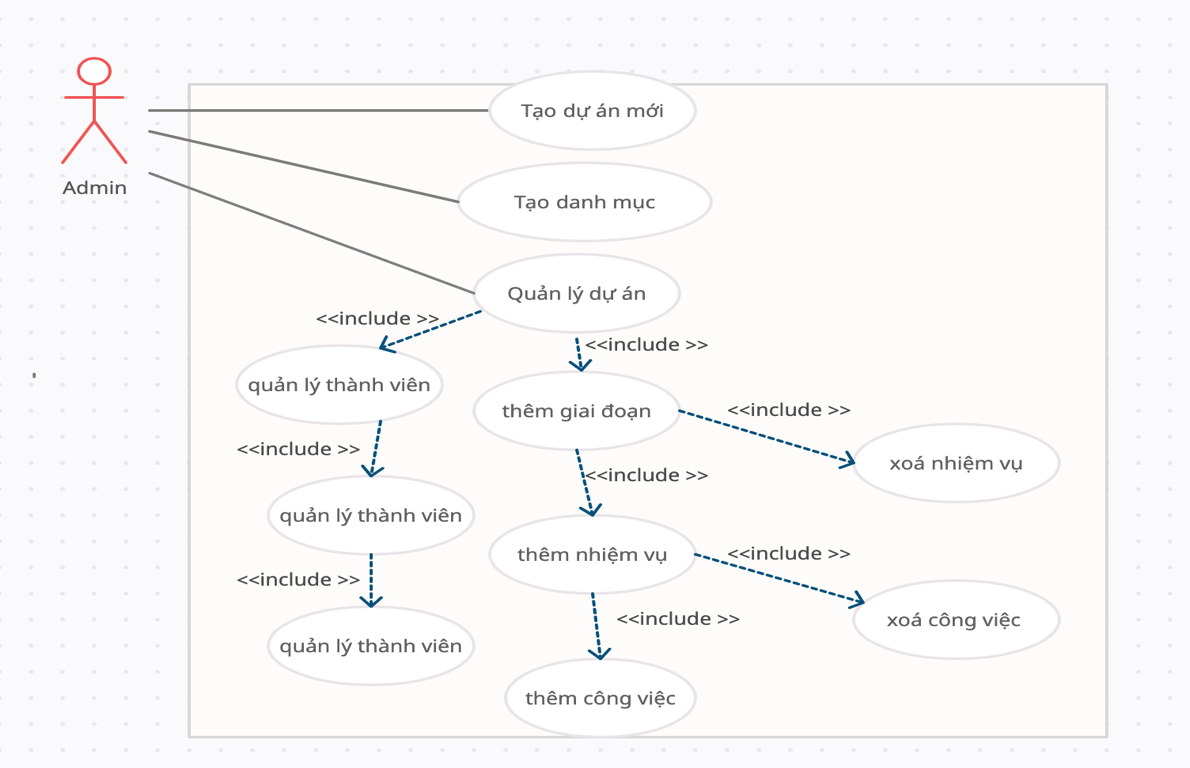 Tạo dự án mới
Admin
Tạo danh mục
Quản lý dự án
<<include >>
<<include >>
quản lý thành viên
thêm giai đoạn
<<include >>
<<include >>
xoá nhiệm vụ
<<include >>
quản lý thành viên
thêm nhiệm vụ
<<include >>
<<include >>
<<include >>
xoá công việc
quản lý thành viên
thêm công việc